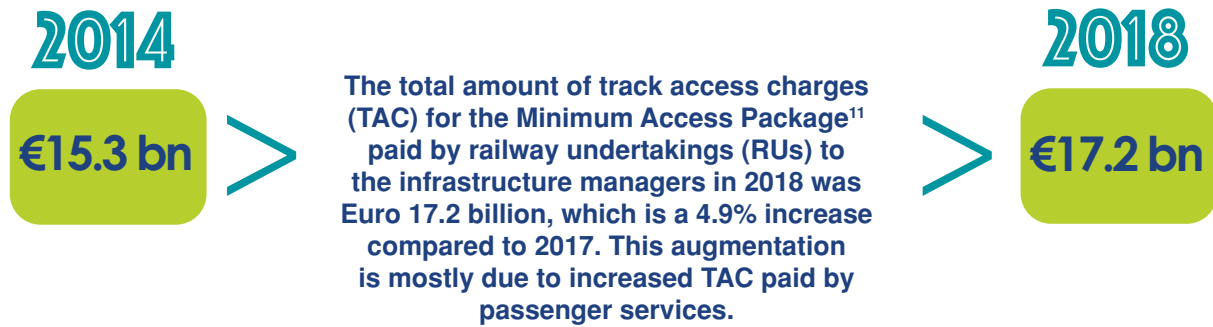 2014
€15.3 bn
>
The total amount of track access charges
(TAC) for the Minimum Access Package¹¹
paid by railway undertakings (RUs) to
the infrastructure managers in 2018 was
Euro 17.2 billion, which is a 4.9% increase
compared to 2017. This augmentation
is mostly due to increased TAC paid by
passenger services.
>
2018
€17.2 bn